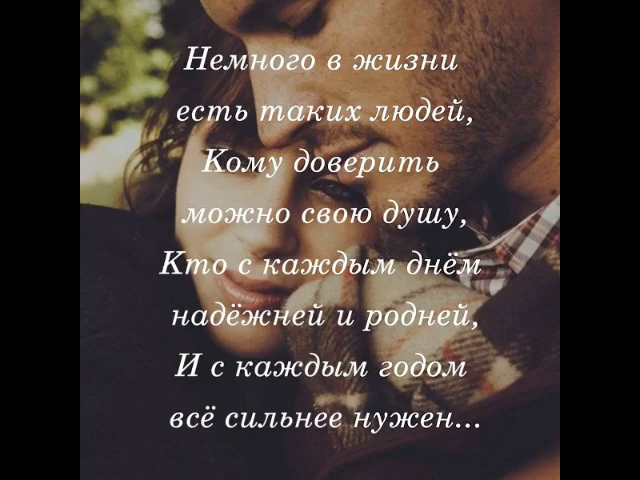 Немного в жизни
есть таких людей,
Кому доверить
можно свою душу,
Кто с каждым днём
надёжней и родней,
И с каждым годом
всё сильнее нужен...